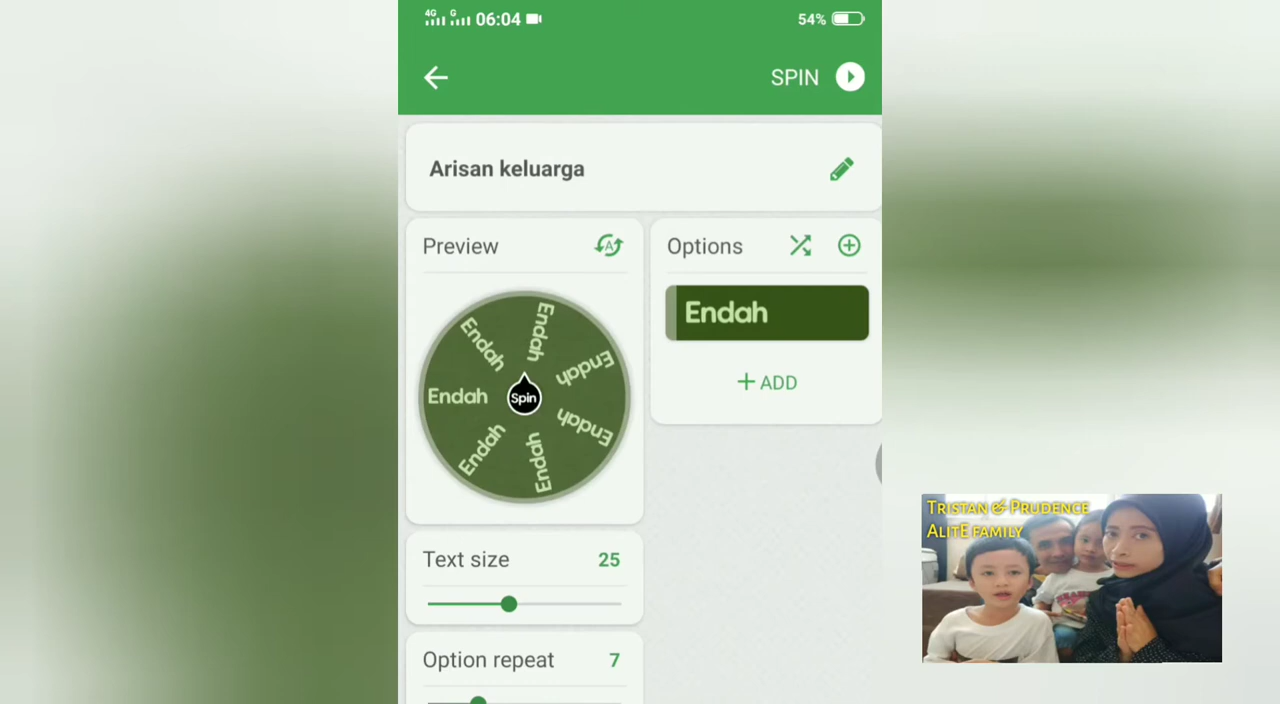 4G G 06:04 54%
SPIN
Arisan keluarga
Preview
Options
Endah
+ ADD
Endah
Endah
Endah
Endah
Endah
Endah
Endah
Spin
Text size 25
Option repeat 7
TRISTAN & PRUDENCE
ALITE FAMILY